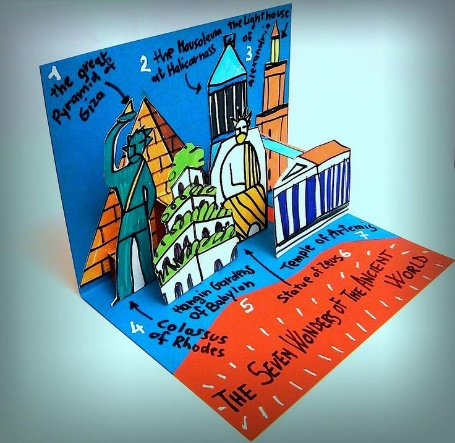 1
the great
Pyramid of
Giza
2
the Mausoleum
at Halicarnass
the Lighthouse
3 of
Alexandria
4
Colossus
of Rhodes
Hangin Gardens
of Babylon
5
Statue of Zeus 6
Temple of Artemis
7
THE SEVEN WONDERS OF THE ANCIENT
WORLD